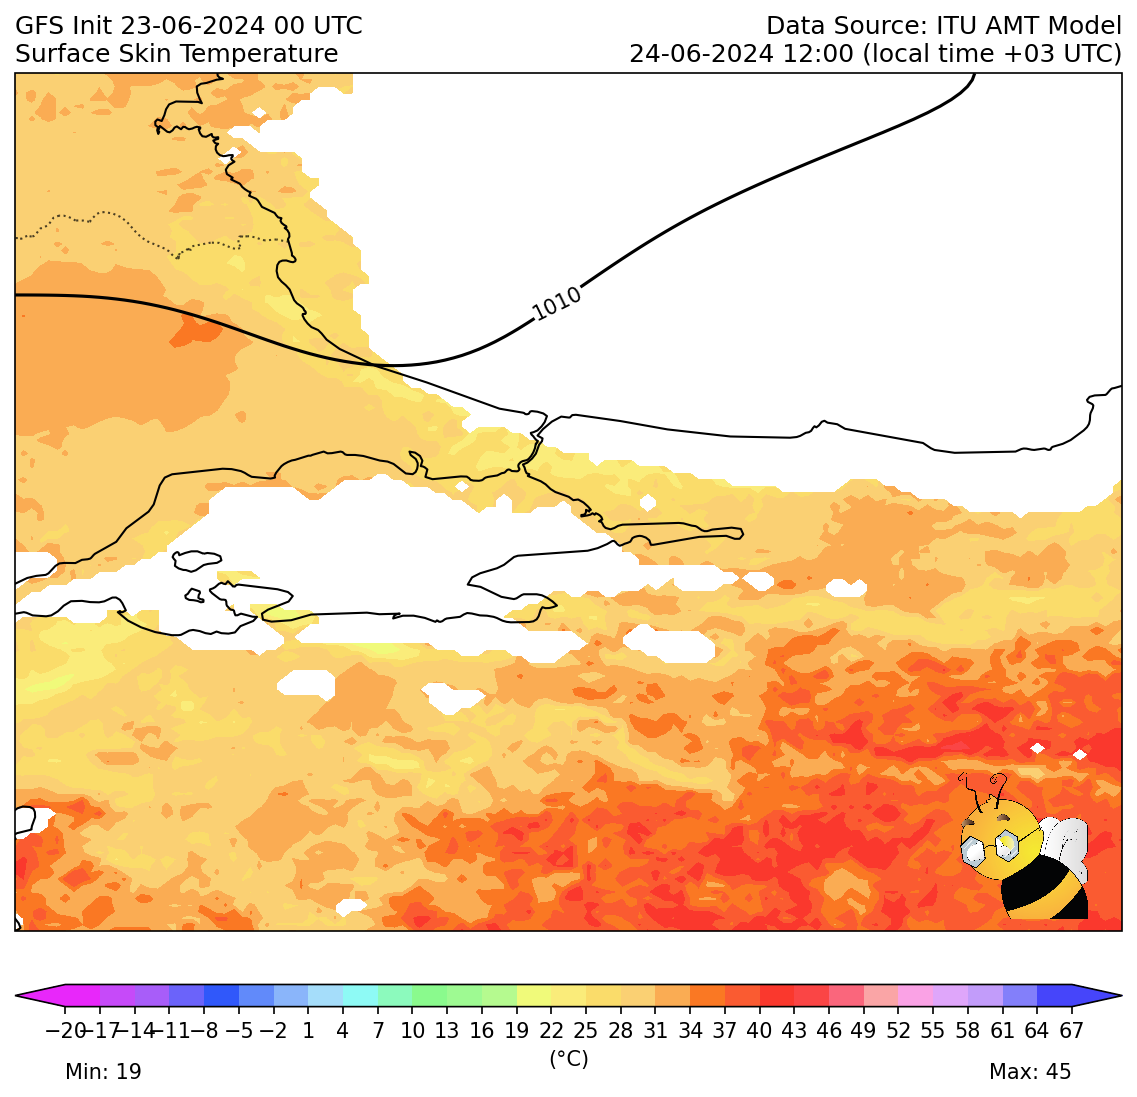 GFS Init 23-06-2024 00 UTC
Data Source: ITU AMT Model
Surface Skin Temperature
24-06-2024 12:00 (local time +03 UTC)
1010
−20 −17 −14 −11 −8 −5 −2 1 4 7 10 13 16 19 22 25 28 31 34 37 40 43 46 49 52 55 58 61 64 67
(°C)
Min: 19
Max: 45